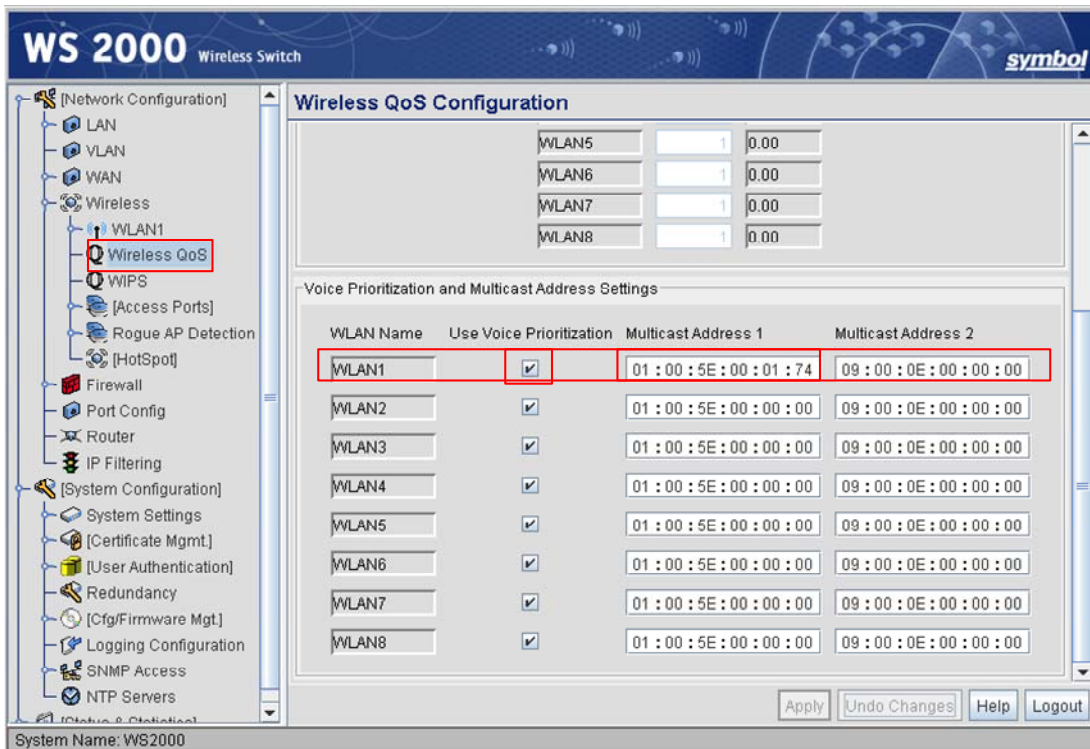 WS 2000 Wireless Switch
symbol
[Network Configuration]
LAN
VLAN
WAN
Wireless
WLAN1
Wireless QoS
WIPS
[Access Ports]
Rogue AP Detection
[HotSpot]
Firewall
Port Config
Router
IP Filtering
[System Configuration]
System Settings
[Certificate Mgmt.]
[User Authentication]
Redundancy
[Cfg/Firmware Mgt.]
Logging Configuration
SNMP Access
NTP Servers
[Status & Statistics]
Wireless QoS Configuration
WLAN5 1 0.00
WLAN6 1 0.00
WLAN7 1 0.00
WLAN8 1 0.00
Voice Prioritization and Multicast Address Settings
WLAN Name Use Voice Prioritization Multicast Address 1 Multicast Address 2
WLAN1 01 : 00 : 5E : 00 : 01 : 74 09 : 00 : 0E : 00 : 00 : 00
WLAN2 01 : 00 : 5E : 00 : 00 : 00 09 : 00 : 0E : 00 : 00 : 00
WLAN3 01 : 00 : 5E : 00 : 00 : 00 09 : 00 : 0E : 00 : 00 : 00
WLAN4 01 : 00 : 5E : 00 : 00 : 00 09 : 00 : 0E : 00 : 00 : 00
WLAN5 01 : 00 : 5E : 00 : 00 : 00 09 : 00 : 0E : 00 : 00 : 00
WLAN6 01 : 00 : 5E : 00 : 00 : 00 09 : 00 : 0E : 00 : 00 : 00
WLAN7 01 : 00 : 5E : 00 : 00 : 00 09 : 00 : 0E : 00 : 00 : 00
WLAN8 01 : 00 : 5E : 00 : 00 : 00 09 : 00 : 0E : 00 : 00 : 00
Apply Undo Changes Help Logout
System Name: WS2000